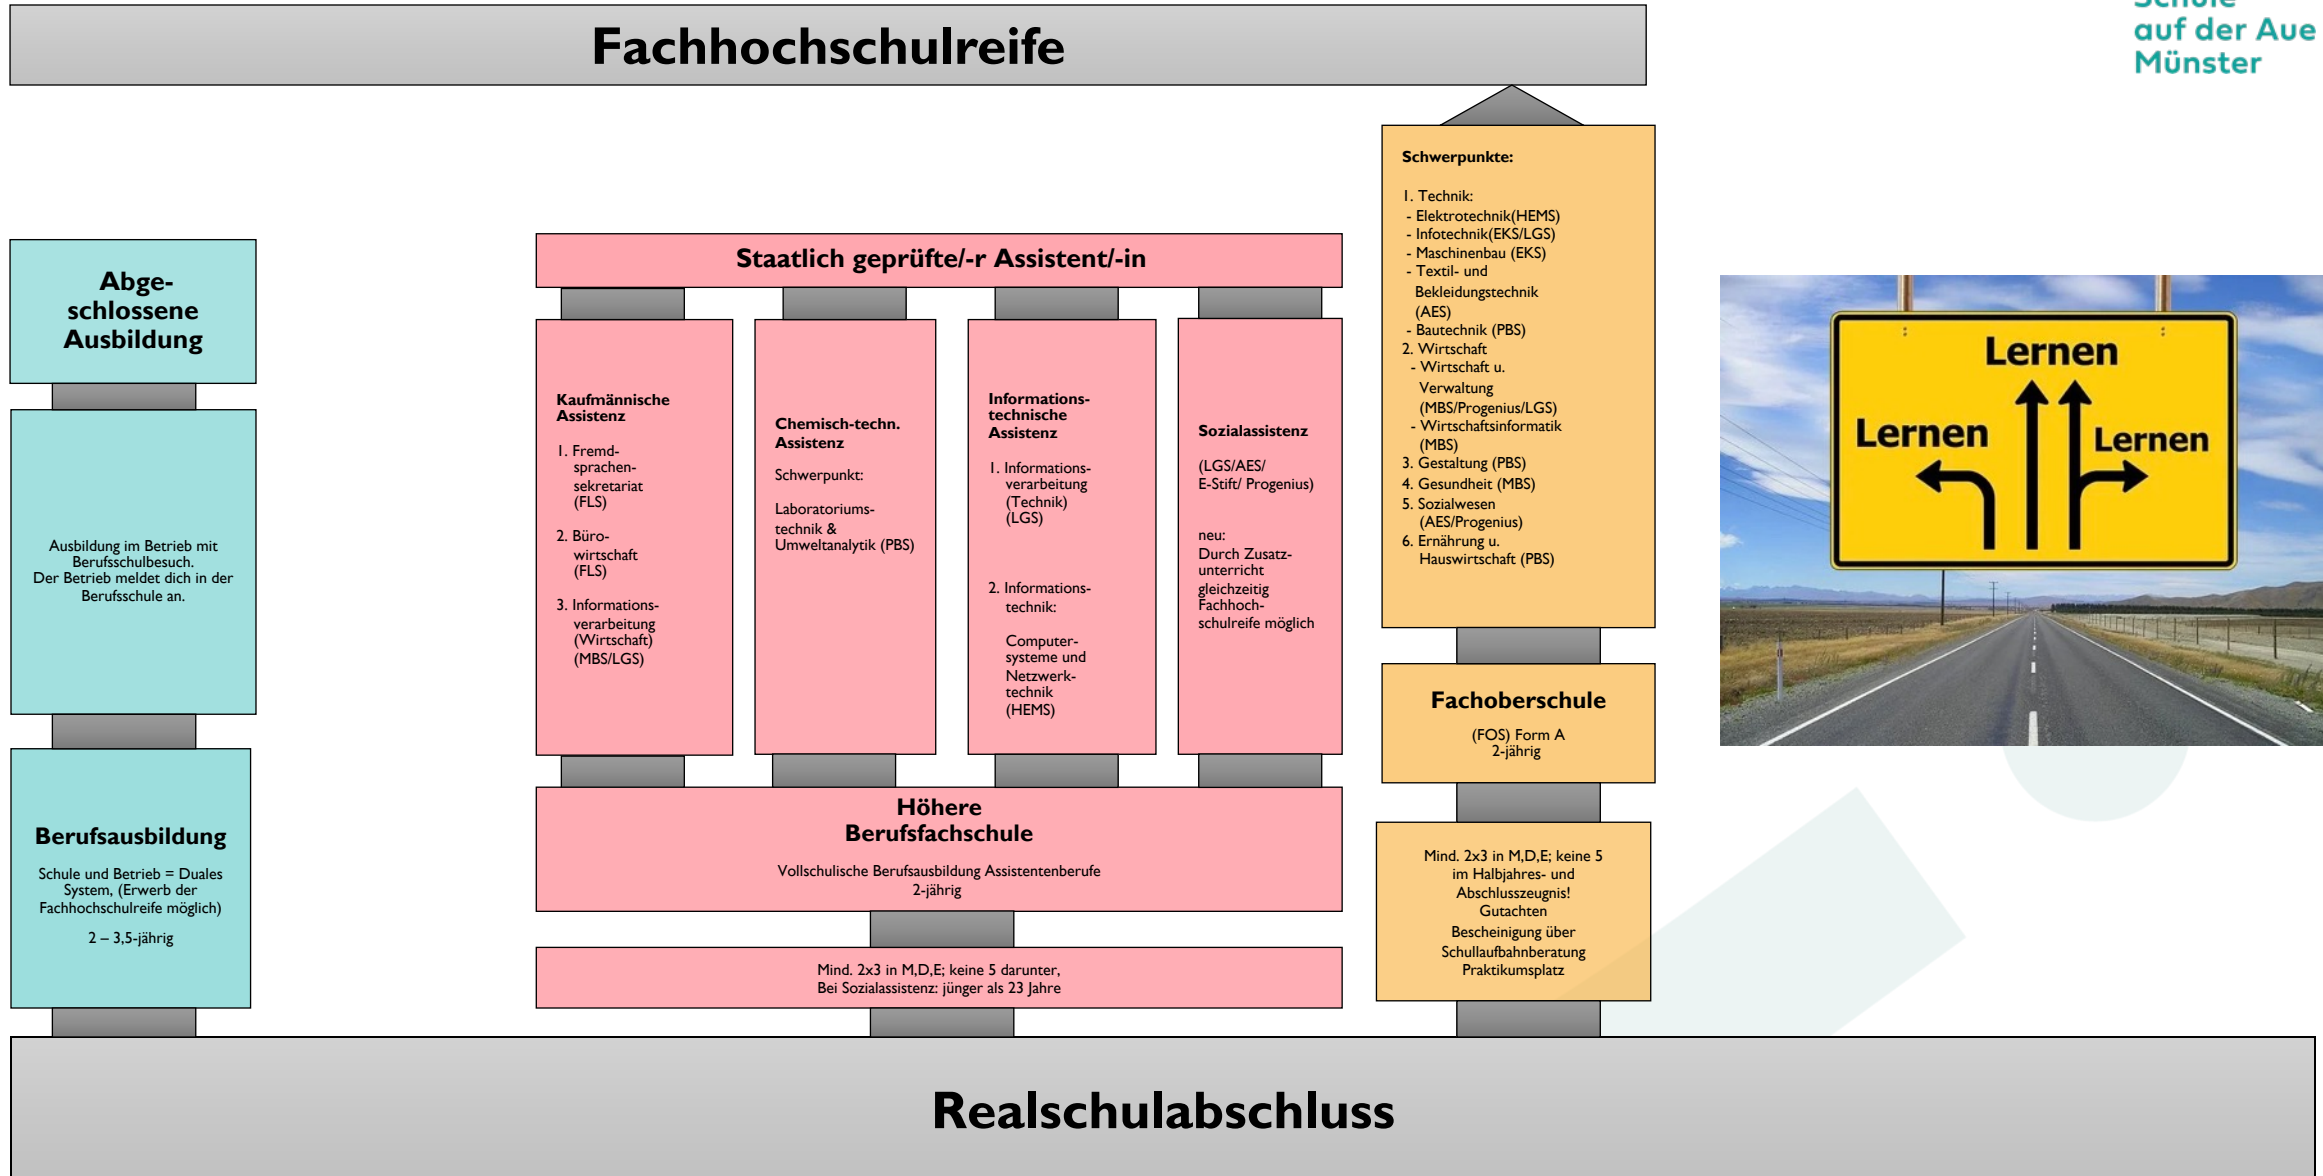 Fachhochschulreife
auf der Aue
Münster
Abge-
schlossene
Ausbildung
Ausbildung im Betrieb mit
Berufsschulbesuch.
Der Betrieb meldet dich in der
Berufsschule an.
Berufsausbildung
Schule und Betrieb = Duales
System, (Erwerb der
Fachhochschulreife möglich)
2 – 3,5-jährig
Staatlich geprüfte/-r Assistent/-in
Kaufmännische
Assistenz
1. Fremd-
sprachen-
sekretariat
(FLS)
2. Büro-
wirtschaft
(FLS)
3. Informations-
verarbeitung
(Wirtschaft)
(MBS/LGS)
Chemisch-techn.
Assistenz
Schwerpunkt:
Laboratoriums-
technik &
Umweltanalytik (PBS)
Informations-
technische
Assistenz
1. Informations-
verarbeitung
(Technik)
(LGS)
2. Informations-
technik:
Computer-
systeme und
Netzwerk-
technik
(HEMS)
Sozialassistenz
(LGS/AES/
E-Stift/ Progenius)
neu:
Durch Zusatz-
unterricht
gleichzeitig
Fachhoch-
schulreife möglich
Höhere
Berufsfachschule
Vollschulische Berufsausbildung Assistentenberufe
2-jährig
Mind. 2x3 in M,D,E; keine 5 darunter,
Bei Sozialassistenz: jünger als 23 Jahre
Schwerpunkte:
1. Technik:
- Elektrotechnik(HEMS)
- Infotechnik(EKS/LGS)
- Maschinenbau (EKS)
- Textil- und
Bekleidungstechnik
(AES)
- Bautechnik (PBS)
2. Wirtschaft
- Wirtschaft u.
Verwaltung
(MBS/Progenius/LGS)
- Wirtschaftsinformatik
(MBS)
3. Gestaltung (PBS)
4. Gesundheit (MBS)
5. Sozialwesen
(AES/Progenius)
6. Ernährung u.
Hauswirtschaft (PBS)
Fachoberschule
(FOS) Form A
2-jährig
Mind. 2x3 in M,D,E; keine 5
im Halbjahres- und
Abschlusszeugnis!
Gutachten
Bescheinigung über
Schullaufbahnberatung
Praktikumsplatz
Lernen
Lernen
Lernen
Realschulabschluss